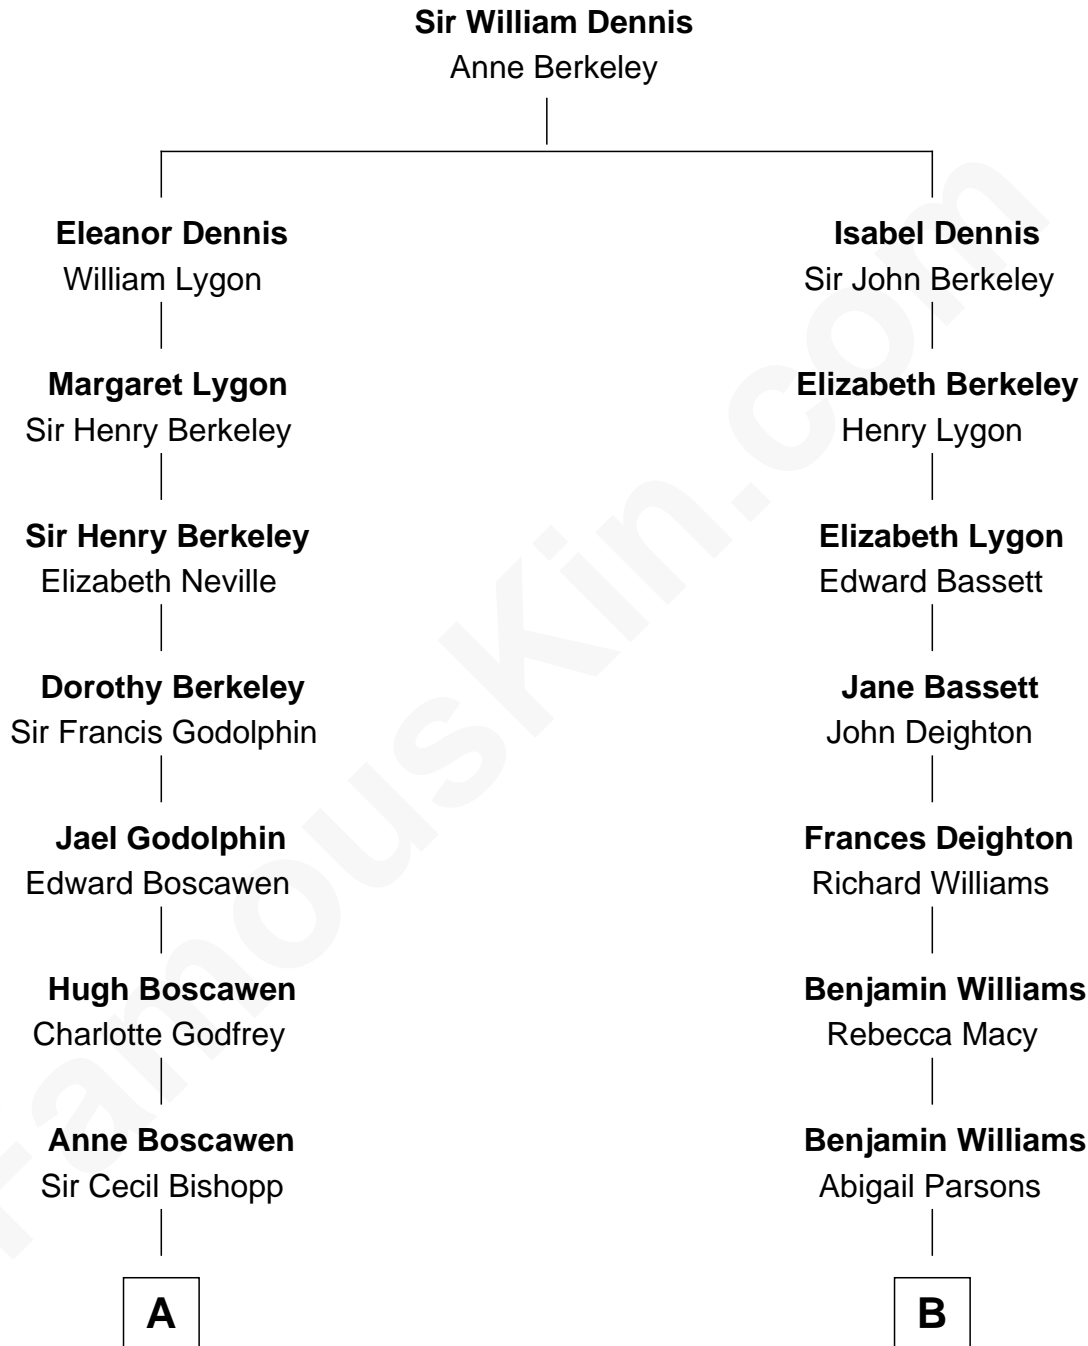 Sir William Dennis
Anne Berkeley
Eleanor Dennis
William Lygon
Isabel Dennis
Sir John Berkeley
Margaret Lygon
Sir Henry Berkeley
Elizabeth Berkeley
Henry Lygon
Sir Henry Berkeley
Elizabeth Neville
Elizabeth Lygon
Edward Bassett
Dorothy Berkeley
Sir Francis Godolphin
Jane Bassett
John Deighton
Jael Godolphin
Edward Boscawen
Frances Deighton
Richard Williams
Hugh Boscawen
Charlotte Godfrey
Benjamin Williams
Rebecca Macy
Anne Boscawen
Sir Cecil Bishopp
Benjamin Williams
Abigail Parsons
A
B
FamousKin.com